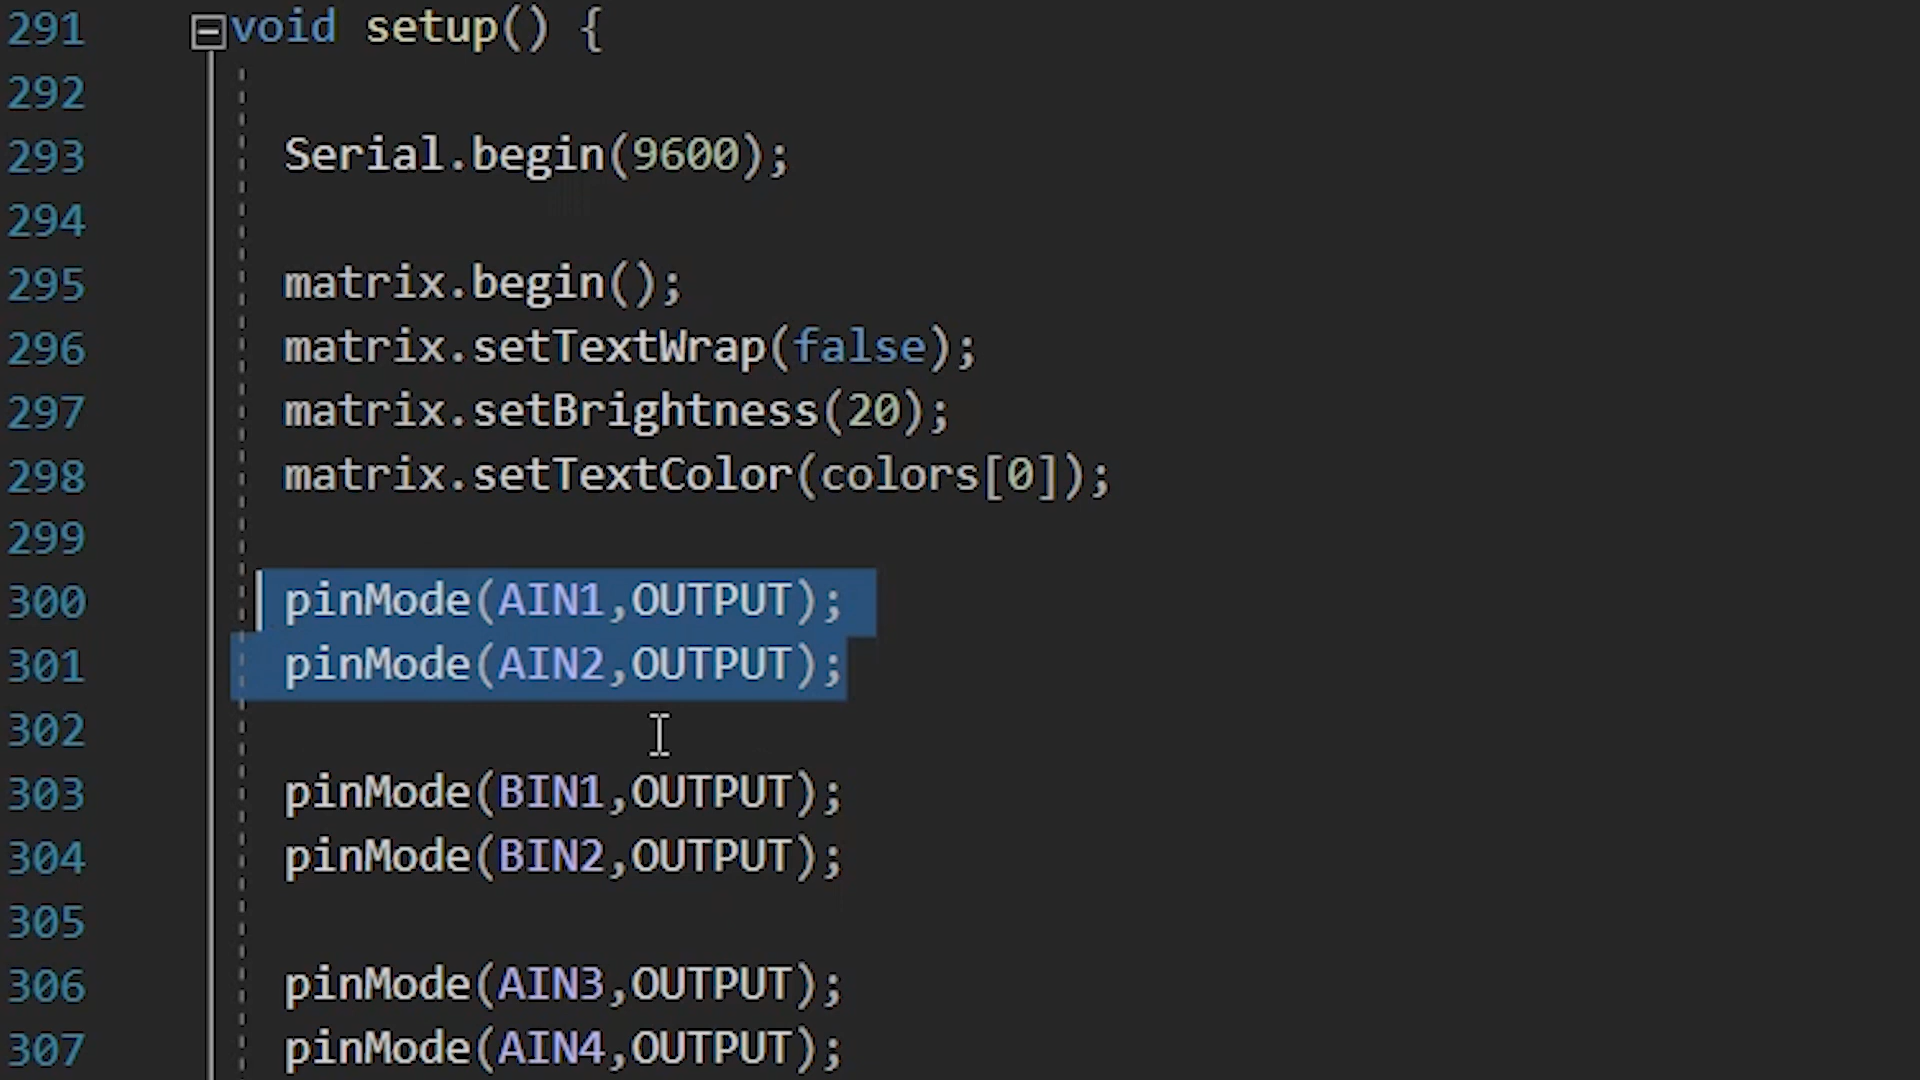 291 void setup() {
292
293 Serial.begin(9600);
294
295 matrix.begin();
296 matrix.setTextWrap(false);
297 matrix.setBrightness(20);
298 matrix.setTextColor(colors[0]);
299
300 pinMode(AIN1,OUTPUT);
301 pinMode(AIN2,OUTPUT);
302
303 pinMode(BIN1,OUTPUT);
304 pinMode(BIN2,OUTPUT);
305
306 pinMode(AIN3,OUTPUT);
307 pinMode(AIN4,OUTPUT);